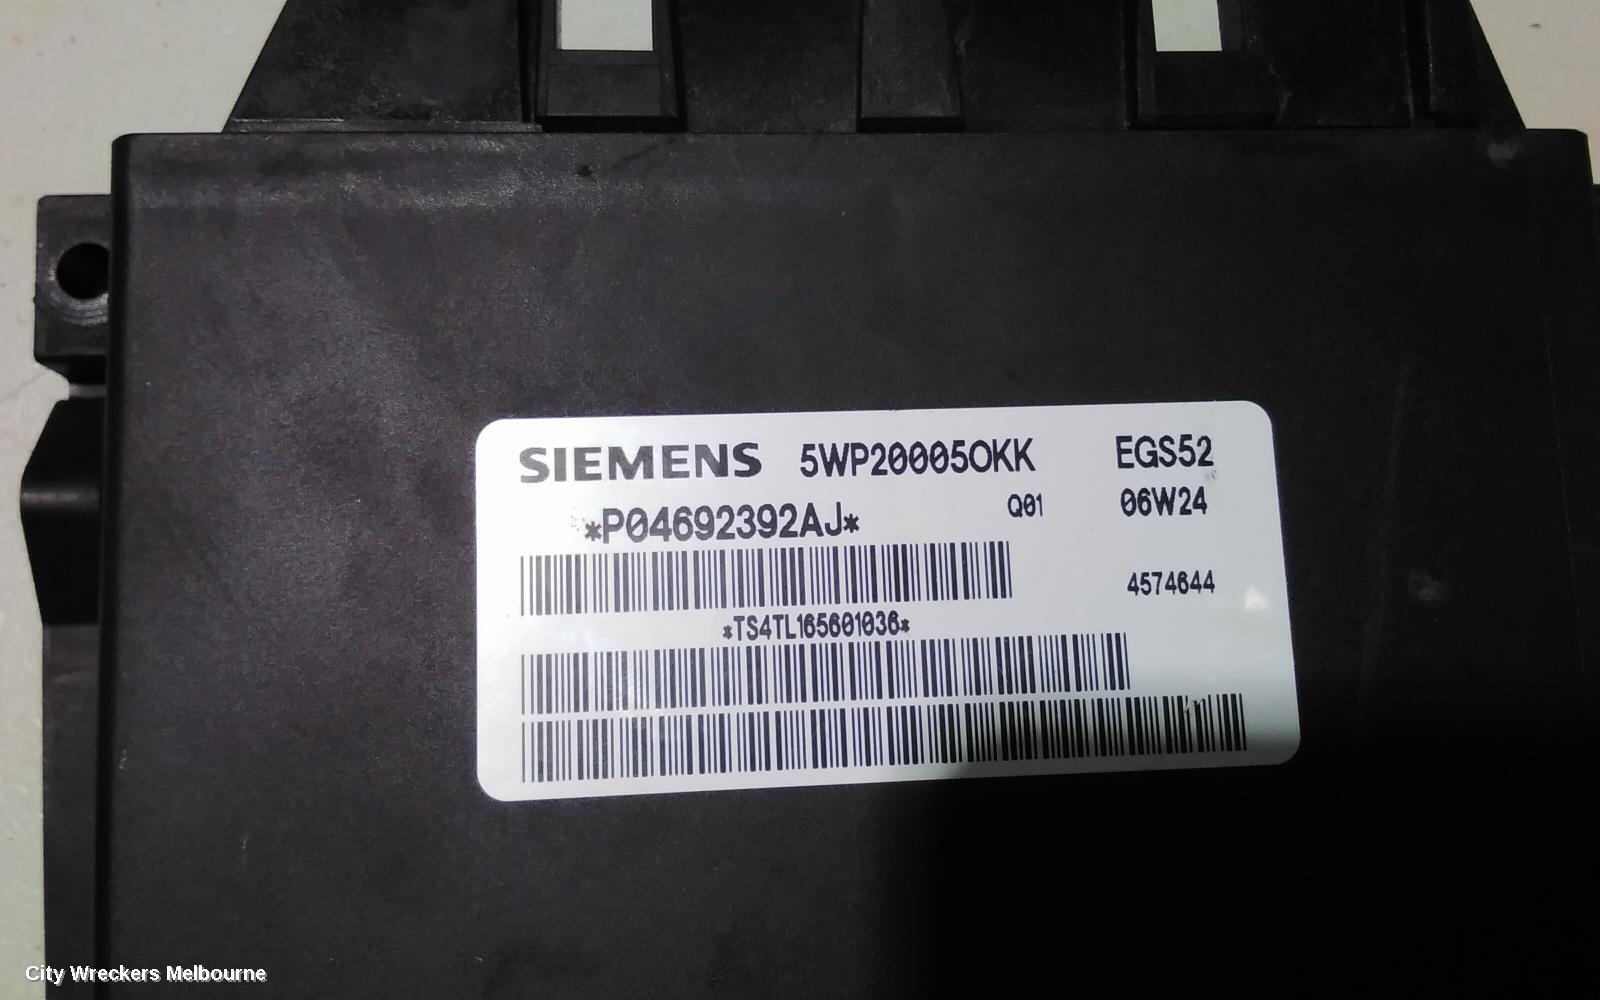 SIEMENS 5WP20005OKK EGS52
*P04692392AJ* Q01 06W24
4574644
*TS4TL165601036*
City Wreckers Melbourne